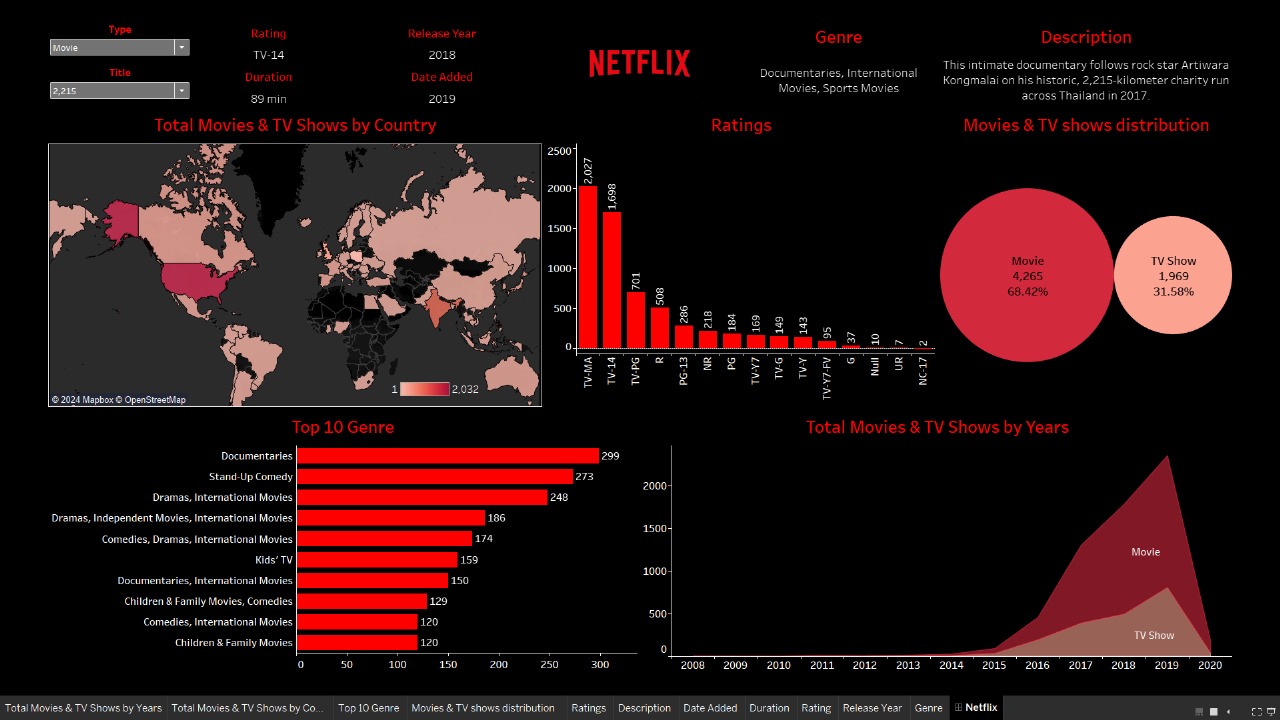 Type
Movie
Title
2,215
Rating
TV-14
Duration
89 min
Release Year
2018
Date Added
2019
NETFLIX
Genre
Documentaries, International
Movies, Sports Movies
Description
This intimate documentary follows rock star Artiwara
Kongmalai on his historic, 2,215-kilometer charity run
across Thailand in 2017.
Total Movies & TV Shows by Country
1
2,032
© 2024 Mapbox © OpenStreetMap
Ratings
2500
2000
1500
1000
500
0
2,027
1,698
701
508
286
218
184
169
149
143
95
37
10
7
2
TV-MA
TV-14
TV-PG
R
PG-13
NR
PG
TV-Y7
TV-G
TV-Y
TV-Y7-FV
G
Null
UR
NC-17
Movies & TV shows distribution
Movie
4,265
68.42%
TV Show
1,969
31.58%
Top 10 Genre
Documentaries 299
Stand-Up Comedy 273
Dramas, International Movies 248
Dramas, Independent Movies, International Movies 186
Comedies, Dramas, International Movies 174
Kids' TV 159
Documentaries, International Movies 150
Children & Family Movies, Comedies 129
Comedies, International Movies 120
Children & Family Movies 120
0 50 100 150 200 250 300
Total Movies & TV Shows by Years
2000
1500
1000
500
0
Movie
TV Show
2008 2009 2010 2011 2012 2013 2014 2015 2016 2017 2018 2019 2020
Total Movies & TV Shows by Years Total Movies & TV Shows by Co... Top 10 Genre Movies & TV shows distribution Ratings Description Date Added Duration Rating Release Year Genre Netflix